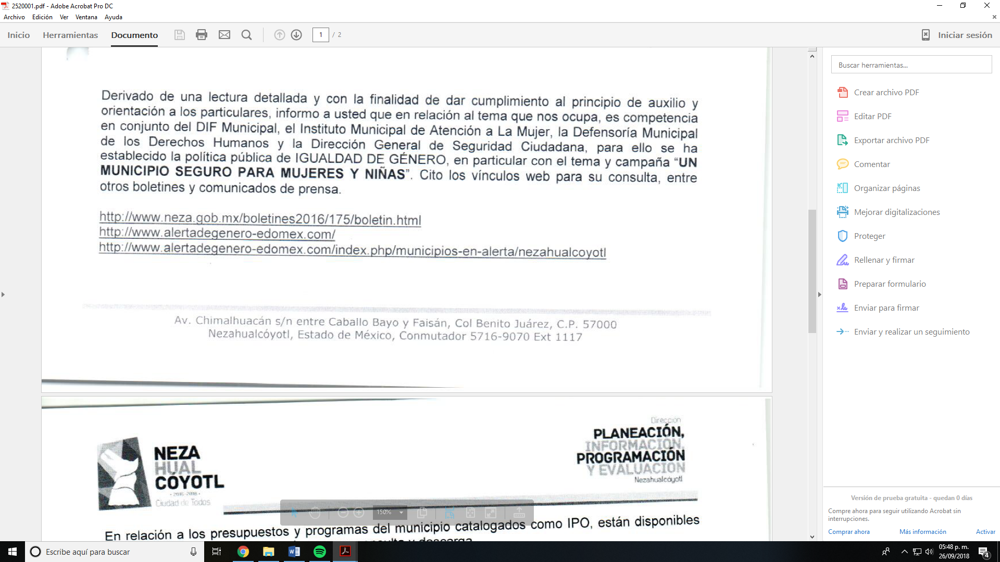 2520001.pdf - Adobe Acrobat Pro DC
Archivo Edición Ver Ventana Ayuda
Inicio Herramientas Documento 1 / 2 Iniciar sesión
Derivado de una lectura detallada y con la finalidad de dar cumplimiento al principio de auxilio y
orientación a los particulares, informo a usted que en relación al tema que nos ocupa, es competencia
en conjunto del DIF Municipal, el Instituto Municipal de Atención a La Mujer, la Defensoría Municipal
de los Derechos Humanos y la Dirección General de Seguridad Ciudadana, para ello se ha
establecido la política pública de IGUALDAD DE GÉNERO, en particular con el tema y campaña “UN
MUNICIPIO SEGURO PARA MUJERES Y NIÑAS”. Cito los vínculos web para su consulta, entre
otros boletines y comunicados de prensa.
http://www.neza.gob.mx/boletines2016/175/boletin.html
http://www.alertadegenero-edomex.com/
http://www.alertadegenero-edomex.com/index.php/municipios-en-alerta/nezahualcoyotl
Av. Chimalhuacán s/n entre Caballo Bayo y Faisán, Col Benito Juárez, C.P. 57000
Nezahualcóyotl, Estado de México, Conmutador 5716-9070 Ext 1117
NEZA
HUAL
CÓYOTL
- 2016-2018 -
Ciudad de Todos
Dirección
PLANEACIÓN,
INFORMACIÓN,
PROGRAMACIÓN
Y EVALUACIÓN
Nezahualcóyotl
150%
En relación a los presupuestos y programas del municipio catalogados como IPO, están disponibles
consulta y descarga
Buscar herramientas...
Crear archivo PDF
Editar PDF
Exportar archivo PDF
Comentar
Organizar páginas
Mejorar digitalizaciones
Proteger
Rellenar y firmar
Preparar formulario
Enviar para firmar
Enviar y realizar un seguimiento
Versión de prueba gratuita - quedan 0 días
Compre ahora para seguir utilizando Acrobat sin
interrupciones.
Comprar ahora Más información Activar
Escribe aquí para buscar
05:48 p. m.
26/09/2018
4